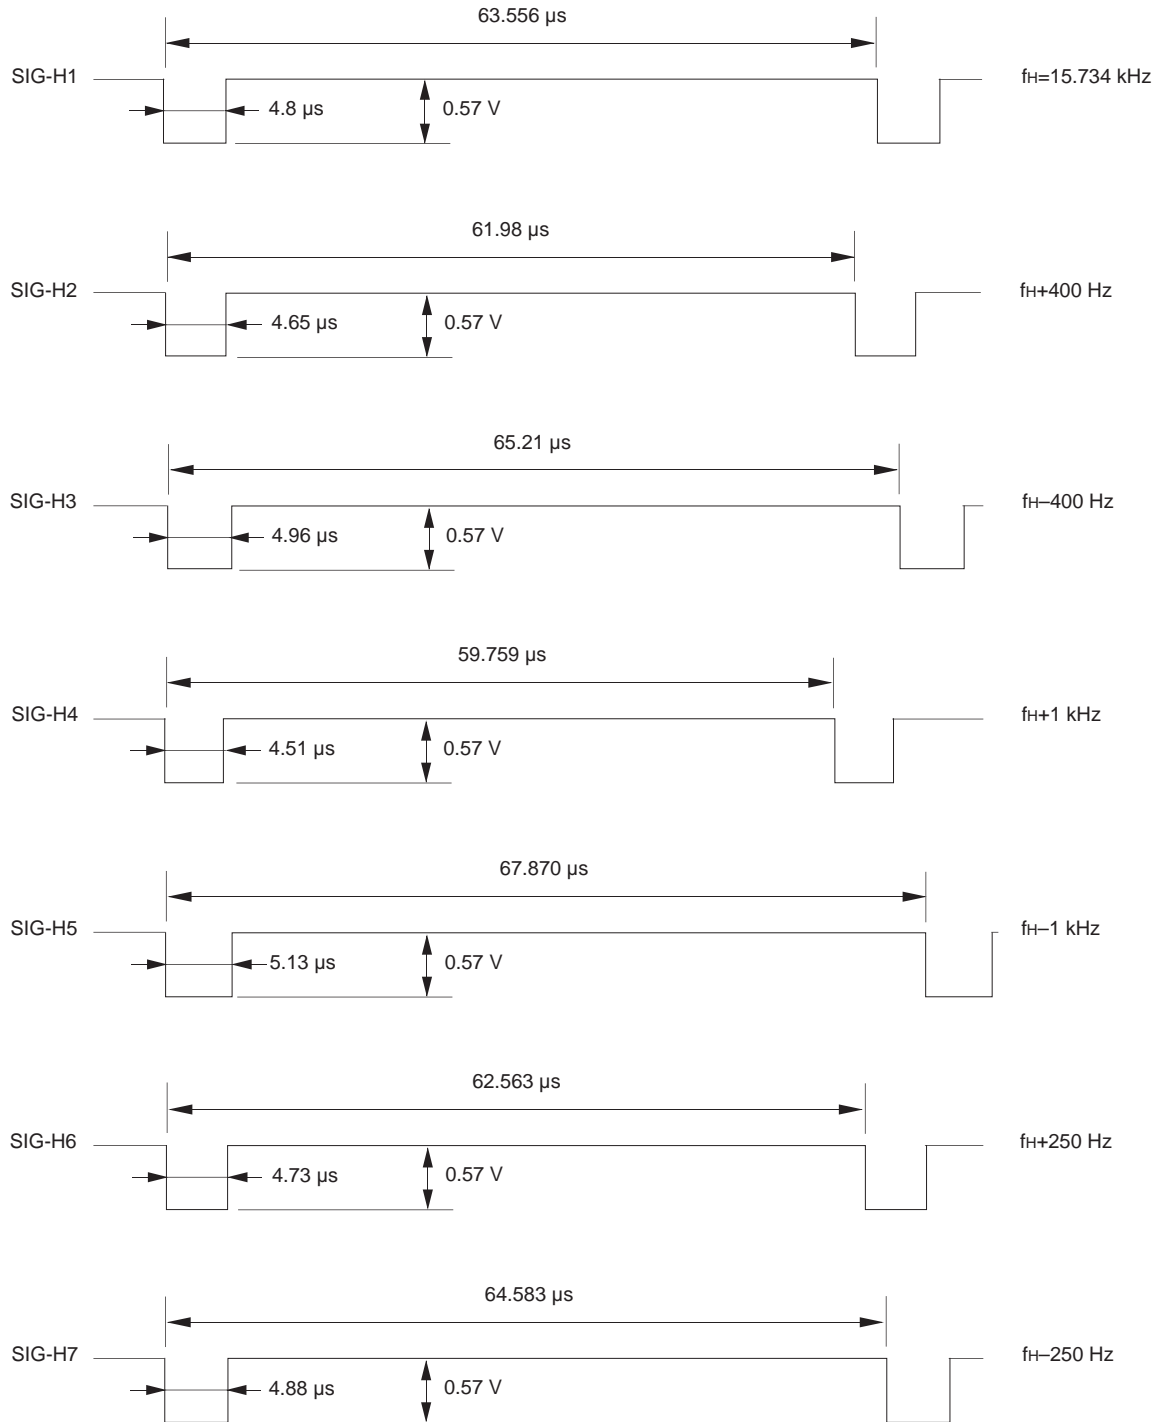 63.556 µs
SIG-H1
fH=15.734 kHz
4.8 µs
0.57 V
61.98 µs
SIG-H2
fH+400 Hz
4.65 µs
0.57 V
65.21 µs
SIG-H3
fH–400 Hz
4.96 µs
0.57 V
59.759 µs
SIG-H4
fH+1 kHz
4.51 µs
0.57 V
67.870 µs
SIG-H5
fH–1 kHz
5.13 µs
0.57 V
62.563 µs
SIG-H6
fH+250 Hz
4.73 µs
0.57 V
64.583 µs
SIG-H7
fH–250 Hz
4.88 µs
0.57 V